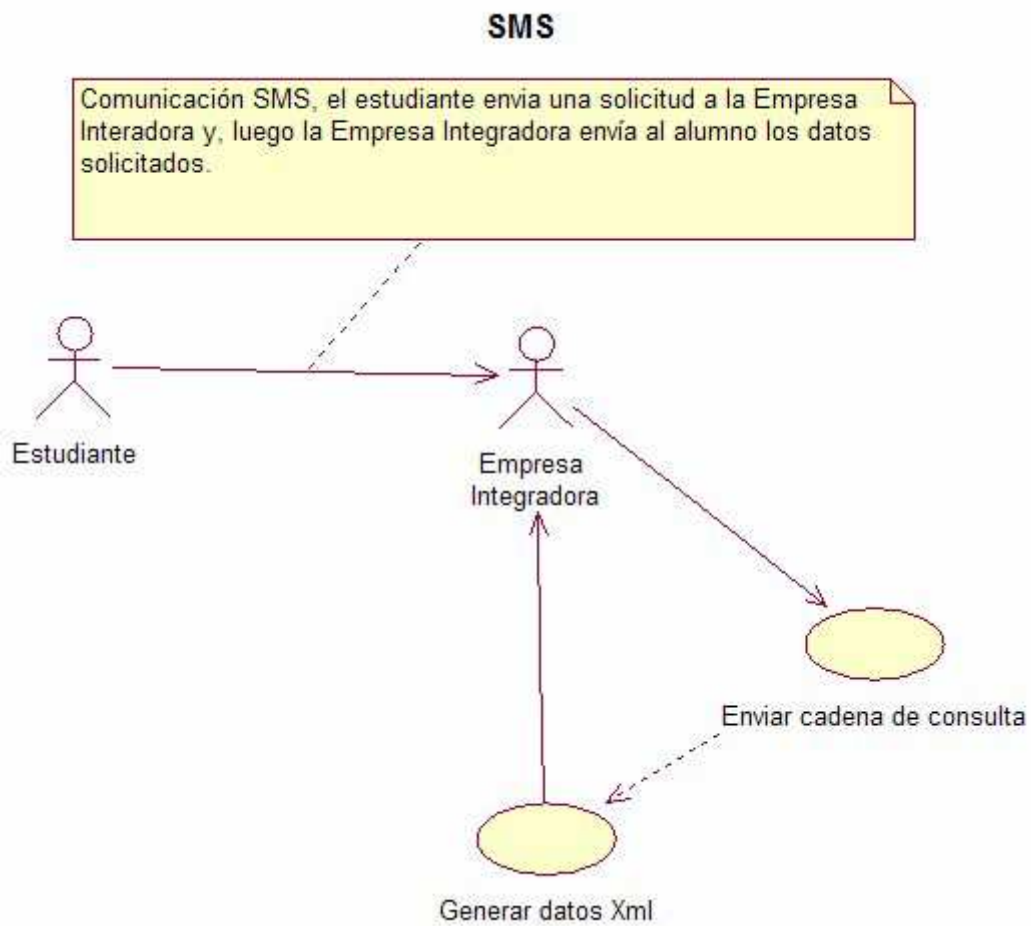 SMS
Comunicación SMS, el estudiante envia una solicitud a la Empresa
Interadora y, luego la Empresa Integradora envía al alumno los datos
solicitados.
Estudiante
Empresa
Integradora
Enviar cadena de consulta
Generar datos Xml